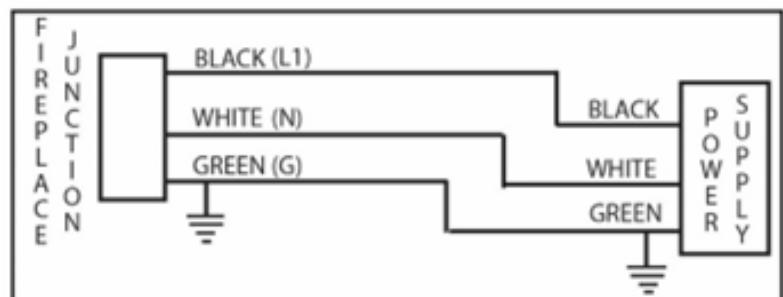 FIREPLACE
JUNCTION
BLACK (L1)
WHITE (N)
GREEN (G)
BLACK
WHITE
GREEN
POWER
SUPPLY